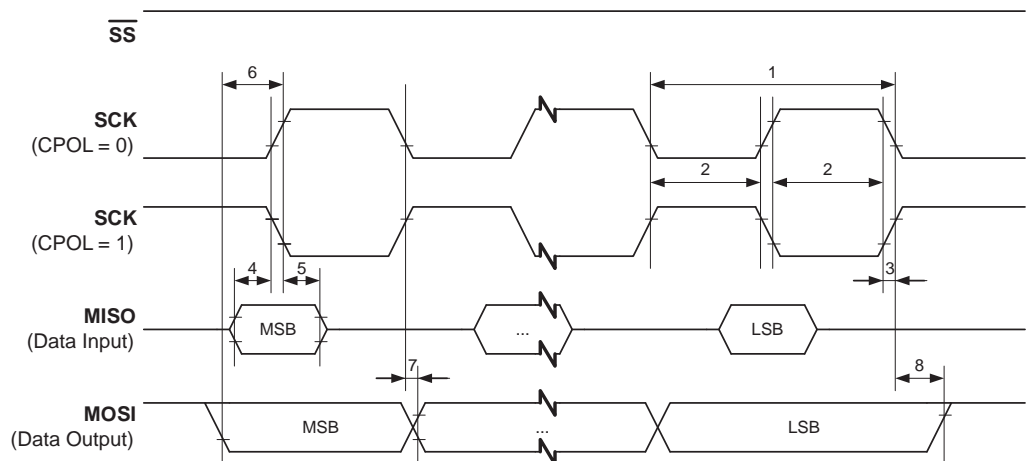 SS
6
1
SCK
(CPOL = 0)
2
2
SCK
(CPOL = 1)
4
5
3
MISO
(Data Input)
MSB
...
LSB
7
8
MOSI
(Data Output)
MSB
...
LSB